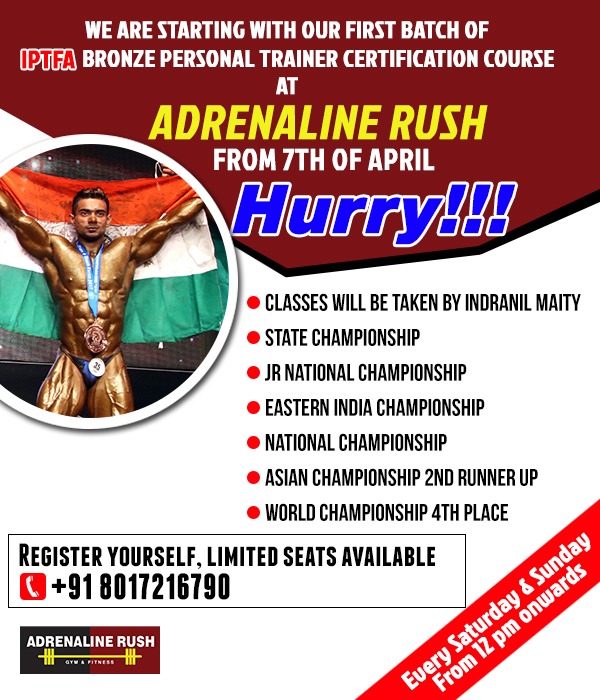 WE ARE STARTING WITH OUR FIRST BATCH OF
IPTFA BRONZE PERSONAL TRAINER CERTIFICATION COURSE
AT
ADRENALINE RUSH
FROM 7TH OF APRIL
Hurry!!!
CLASSES WILL BE TAKEN BY INDRANIL MAITY
STATE CHAMPIONSHIP
JR NATIONAL CHAMPIONSHIP
EASTERN INDIA CHAMPIONSHIP
NATIONAL CHAMPIONSHIP
ASIAN CHAMPIONSHIP 2ND RUNNER UP
WORLD CHAMPIONSHIP 4TH PLACE
REGISTER YOURSELF, LIMITED SEATS AVAILABLE
+91 8017216790
Every Saturday & Sunday
From 12 pm onwards
ADRENALINE RUSH
GYM & FITNESS